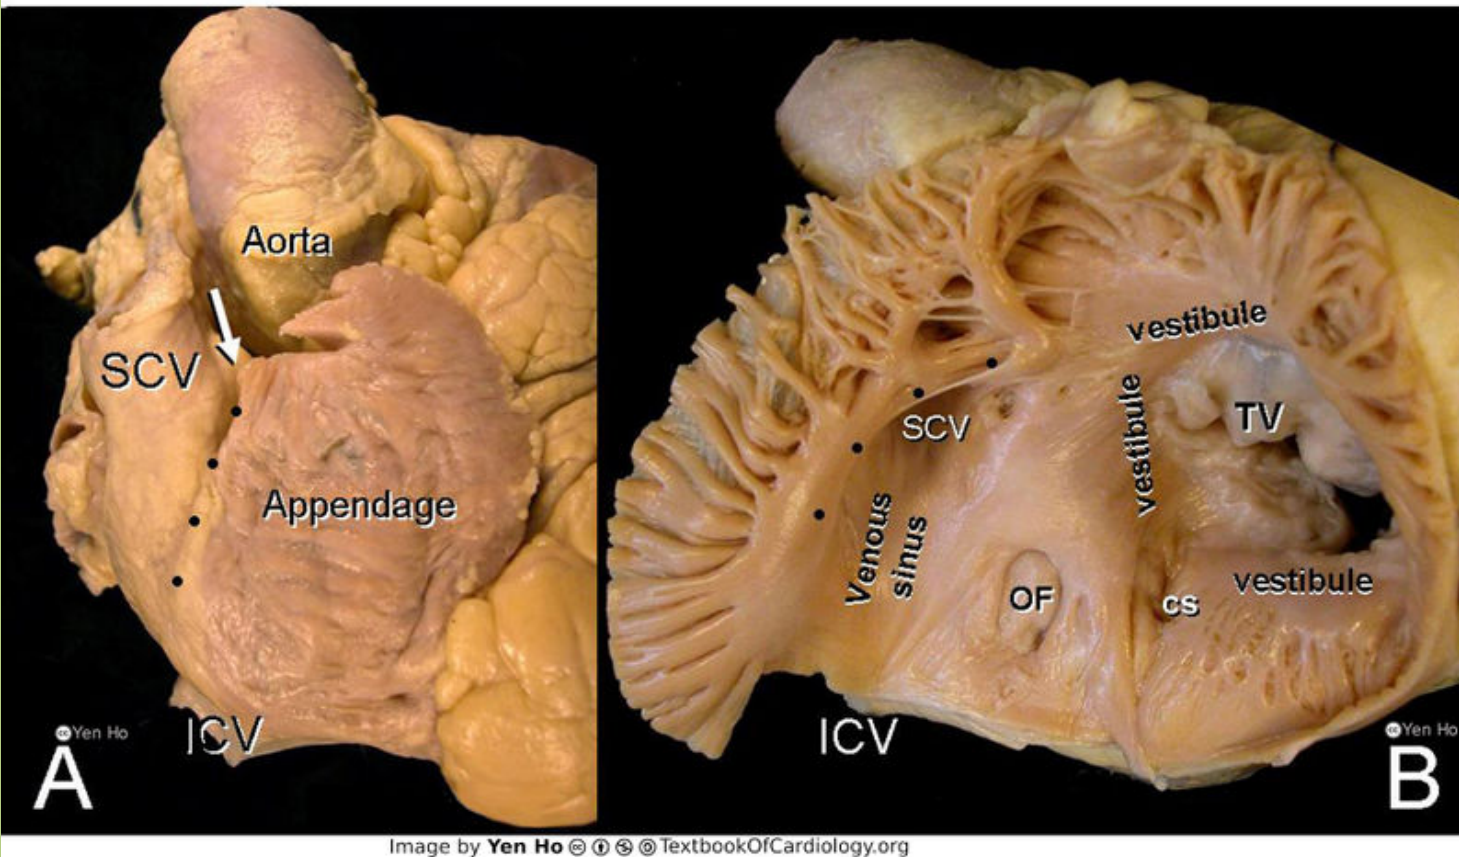 Aorta
SCV
Appendage
ICV
Yen Ho
A
vestibule
vestibule
TV
SCV
Venous
sinus
OF
cs
vestibule
ICV
Yen Ho
B
Image by Yen Ho TextbookOfCardiology.org